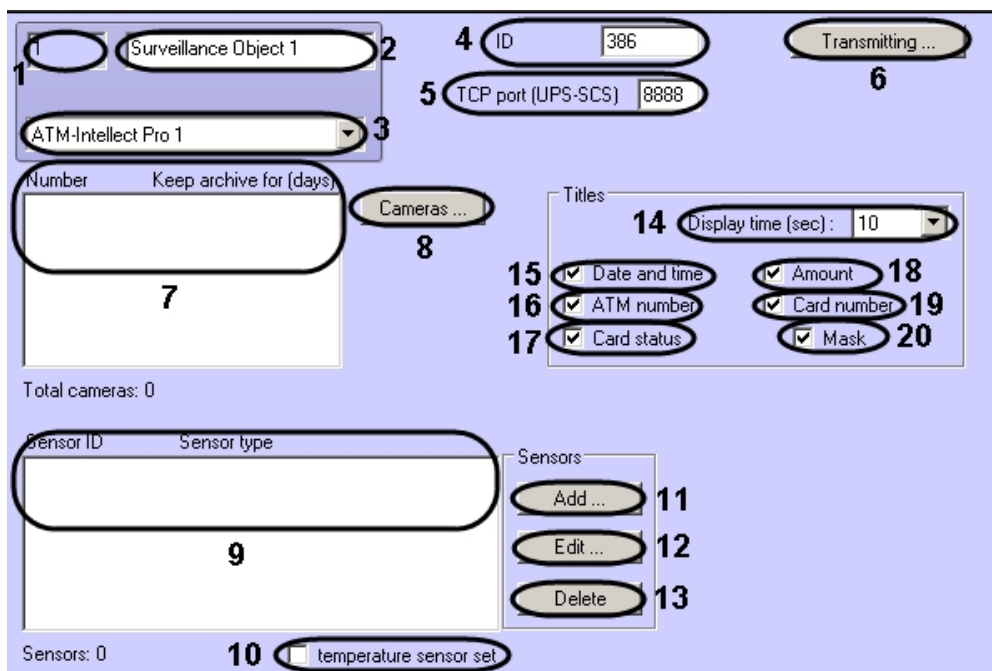 1 Surveillance Object 1 2
4 ID 386
Transmitting ...
6
5 TCP port (UPS-SCS) 8888
ATM-Intellect Pro 1 3
Number Keep archive for (days)
7
Cameras ...
8
Titles
14 Display time (sec) : 10
15 Date and time
Amount 18
16 ATM number
Card number 19
17 Card status
Mask 20
Total cameras: 0
Sensor ID Sensor type
9
Sensors
Add ... 11
Edit ... 12
Delete 13
Sensors: 0
10 temperature sensor set